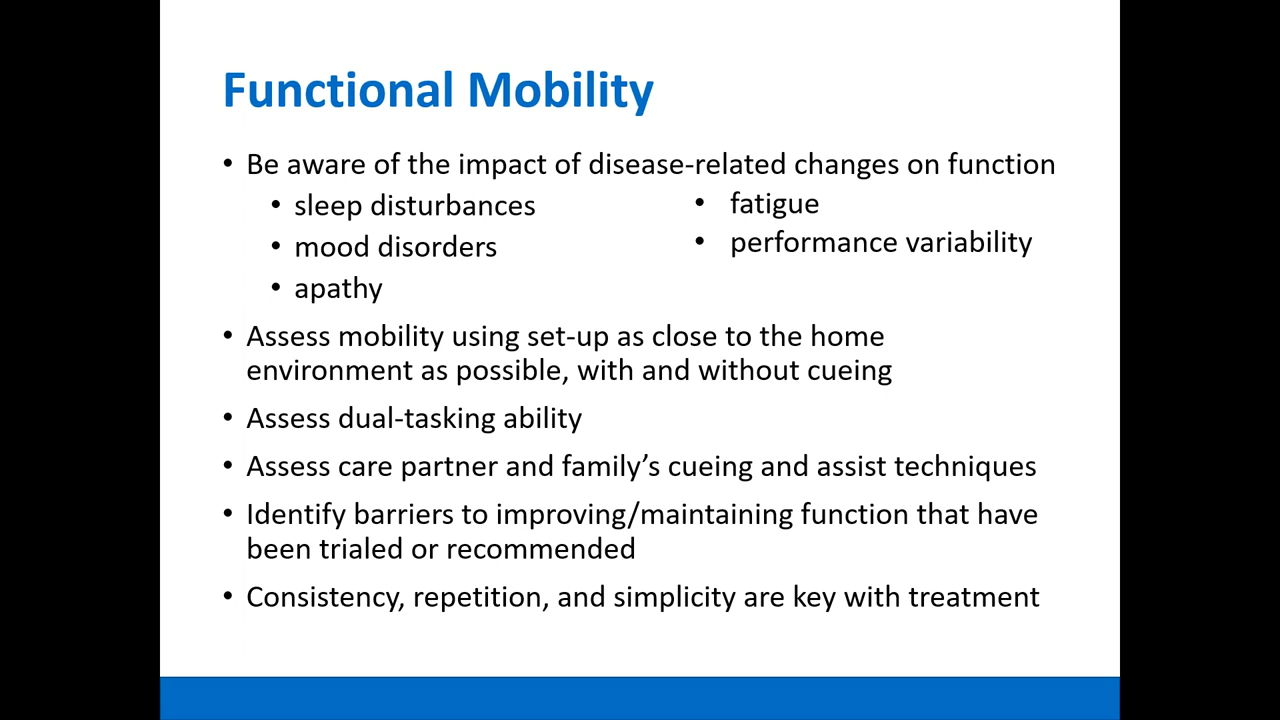 Functional Mobility
• Be aware of the impact of disease-related changes on function
• sleep disturbances
• mood disorders
• apathy
• fatigue
• performance variability
• Assess mobility using set-up as close to the home
environment as possible, with and without cueing
• Assess dual-tasking ability
• Assess care partner and family’s cueing and assist techniques
• Identify barriers to improving/maintaining function that have
been trialed or recommended
• Consistency, repetition, and simplicity are key with treatment